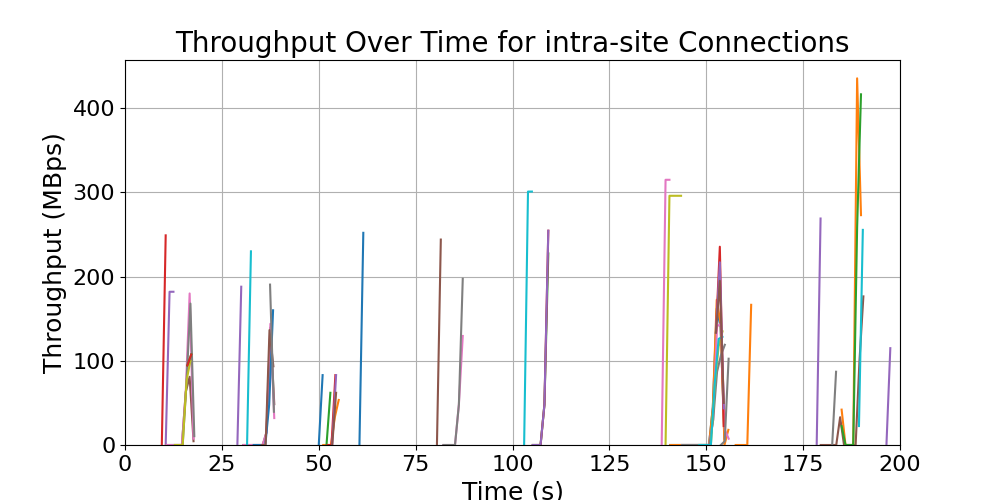 Throughput Over Time for intra-site Connections
Throughput (MBps)
400
300
200
100
0
0 25 50 75 100 125 150 175 200
Time (s)